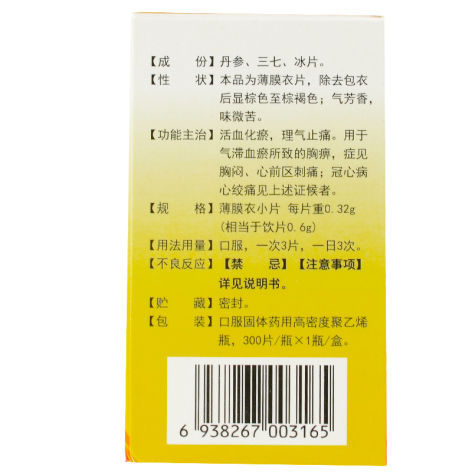 【成　份】丹参、三七、冰片。
【性　状】本品为薄膜衣片，除去包衣
后显棕色至棕褐色；气芳香，
味微苦。
【功能主治】活血化瘀，理气止痛。用于
气滞血瘀所致的胸痹，症见
胸闷、心前区刺痛；冠心病
心绞痛见上述证候者。
【规　格】薄膜衣小片 每片重0.32g
(相当于饮片0.6g)
【用法用量】口服，一次3片，一日3次。
【不良反应】【禁　忌】【注意事项】
详见说明书。
【贮　藏】密封。
【包　装】口服固体药用高密度聚乙烯
瓶，300片/瓶×1瓶/盒。
6 938267 003165